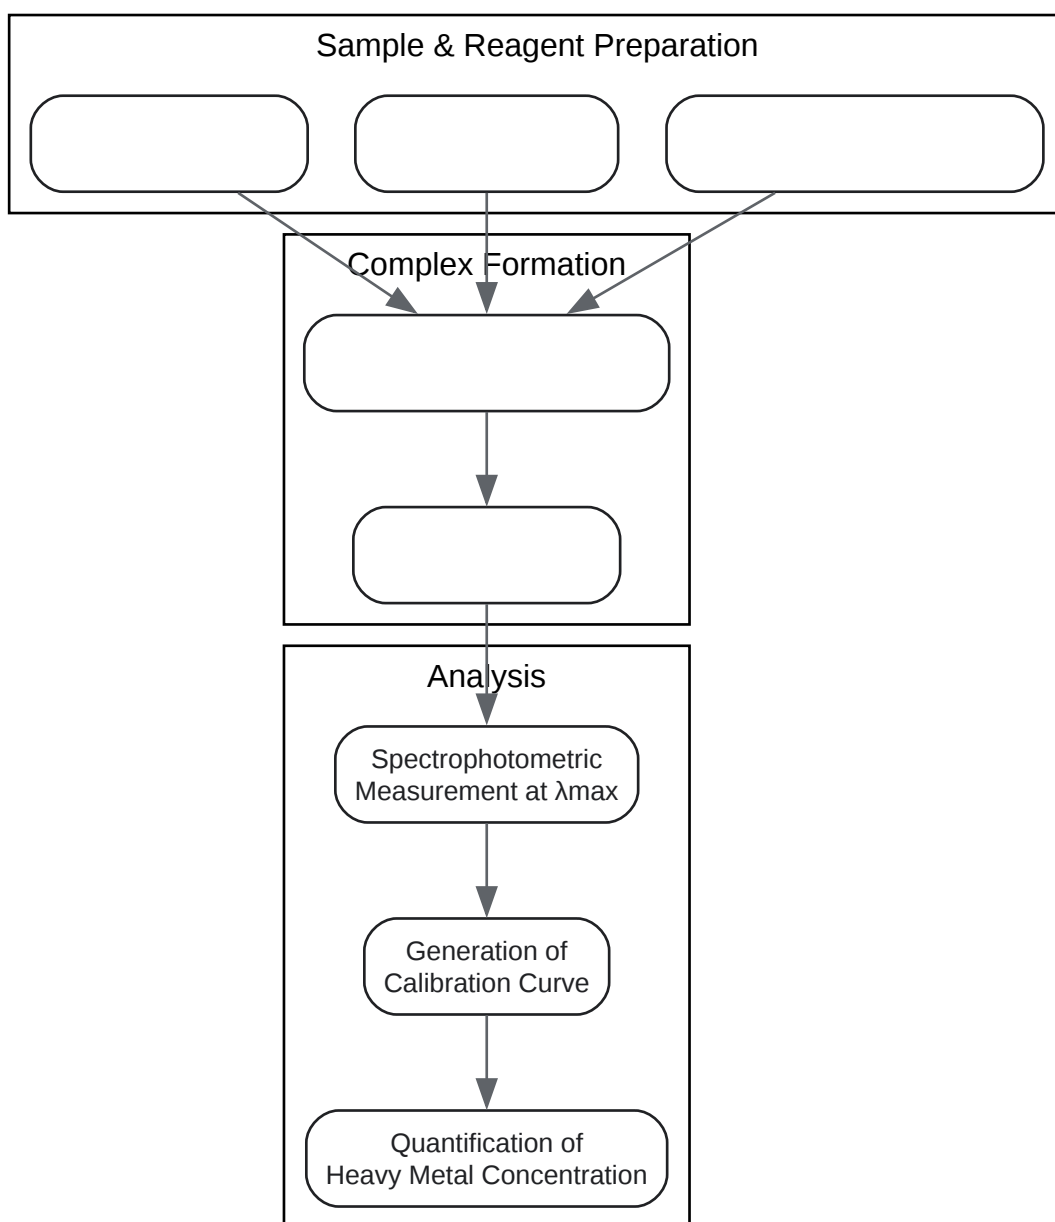 Sample & Reagent Preparation
Complex Formation
Analysis
Spectrophotometric
Measurement at λmax
Generation of
Calibration Curve
Quantification of
Heavy Metal Concentration